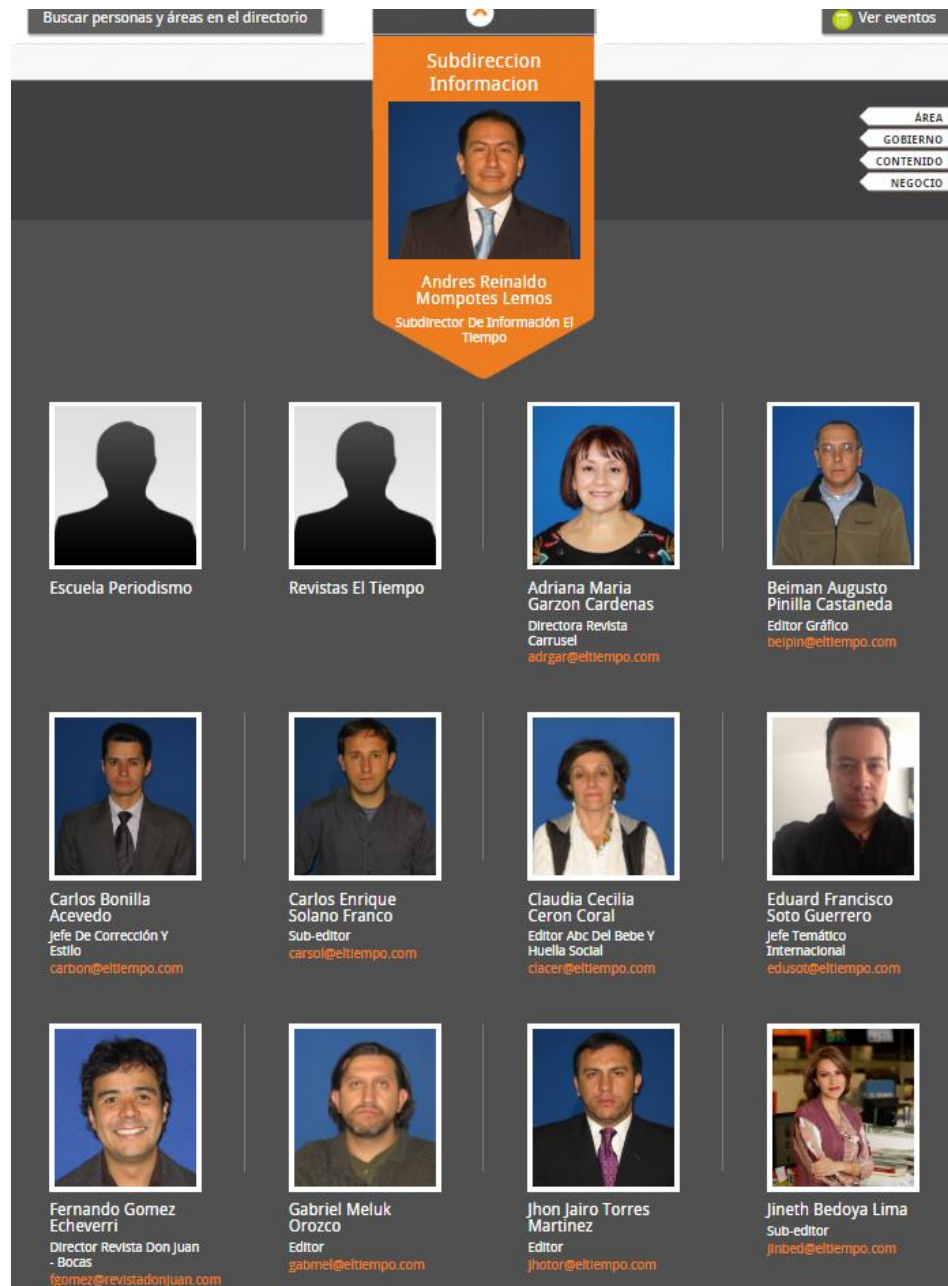 Buscar personas y áreas en el directorio
Ver eventos
Subdireccion
Informacion
ÁREA
GOBIERNO
CONTENIDO
NEGOCIO
Andres Reinaldo
Mompotes Lemos
Subdirector De Información El
Tiempo
Escuela Periodismo
Revistas El Tiempo
Adriana Maria
Garzon Cardenas
Directora Revista
Carrusel
adrgar@eltiempo.com
Beiman Augusto
Pinilla Castaneda
Editor Gráfico
beipin@eltiempo.com
Carlos Bonilla
Acevedo
Jefe De Corrección Y
Estilo
carbon@eltiempo.com
Carlos Enrique
Solano Franco
Sub-editor
carsol@eltiempo.com
Claudia Cecilia
Ceron Coral
Editor Abc Del Bebe Y
Huella Social
clacer@eltiempo.com
Eduard Francisco
Soto Guerrero
Jefe Temático
Internacional
edusot@eltiempo.com
Fernando Gomez
Echeverri
Director Revista Don Juan
- Bocas
fgomez@revistadonjuan.com
Gabriel Meluk
Orozco
Editor
gabmel@eltiempo.com
Jhon Jairo Torres
Martinez
Editor
jhotor@eltiempo.com
Jineth Bedoya Lima
Sub-editor
jinbed@eltiempo.com